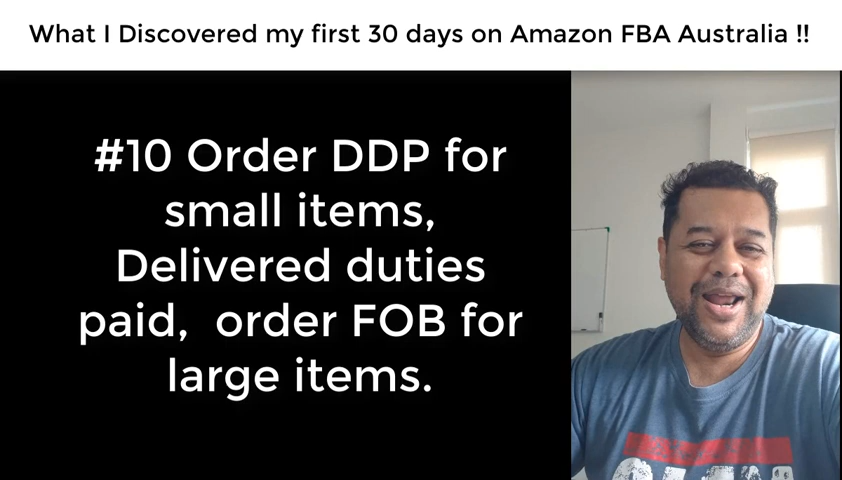 What I Discovered my first 30 days on Amazon FBA Australia !!
#10 Order DDP for
small items,
Delivered duties
paid,  order FOB for
large items.